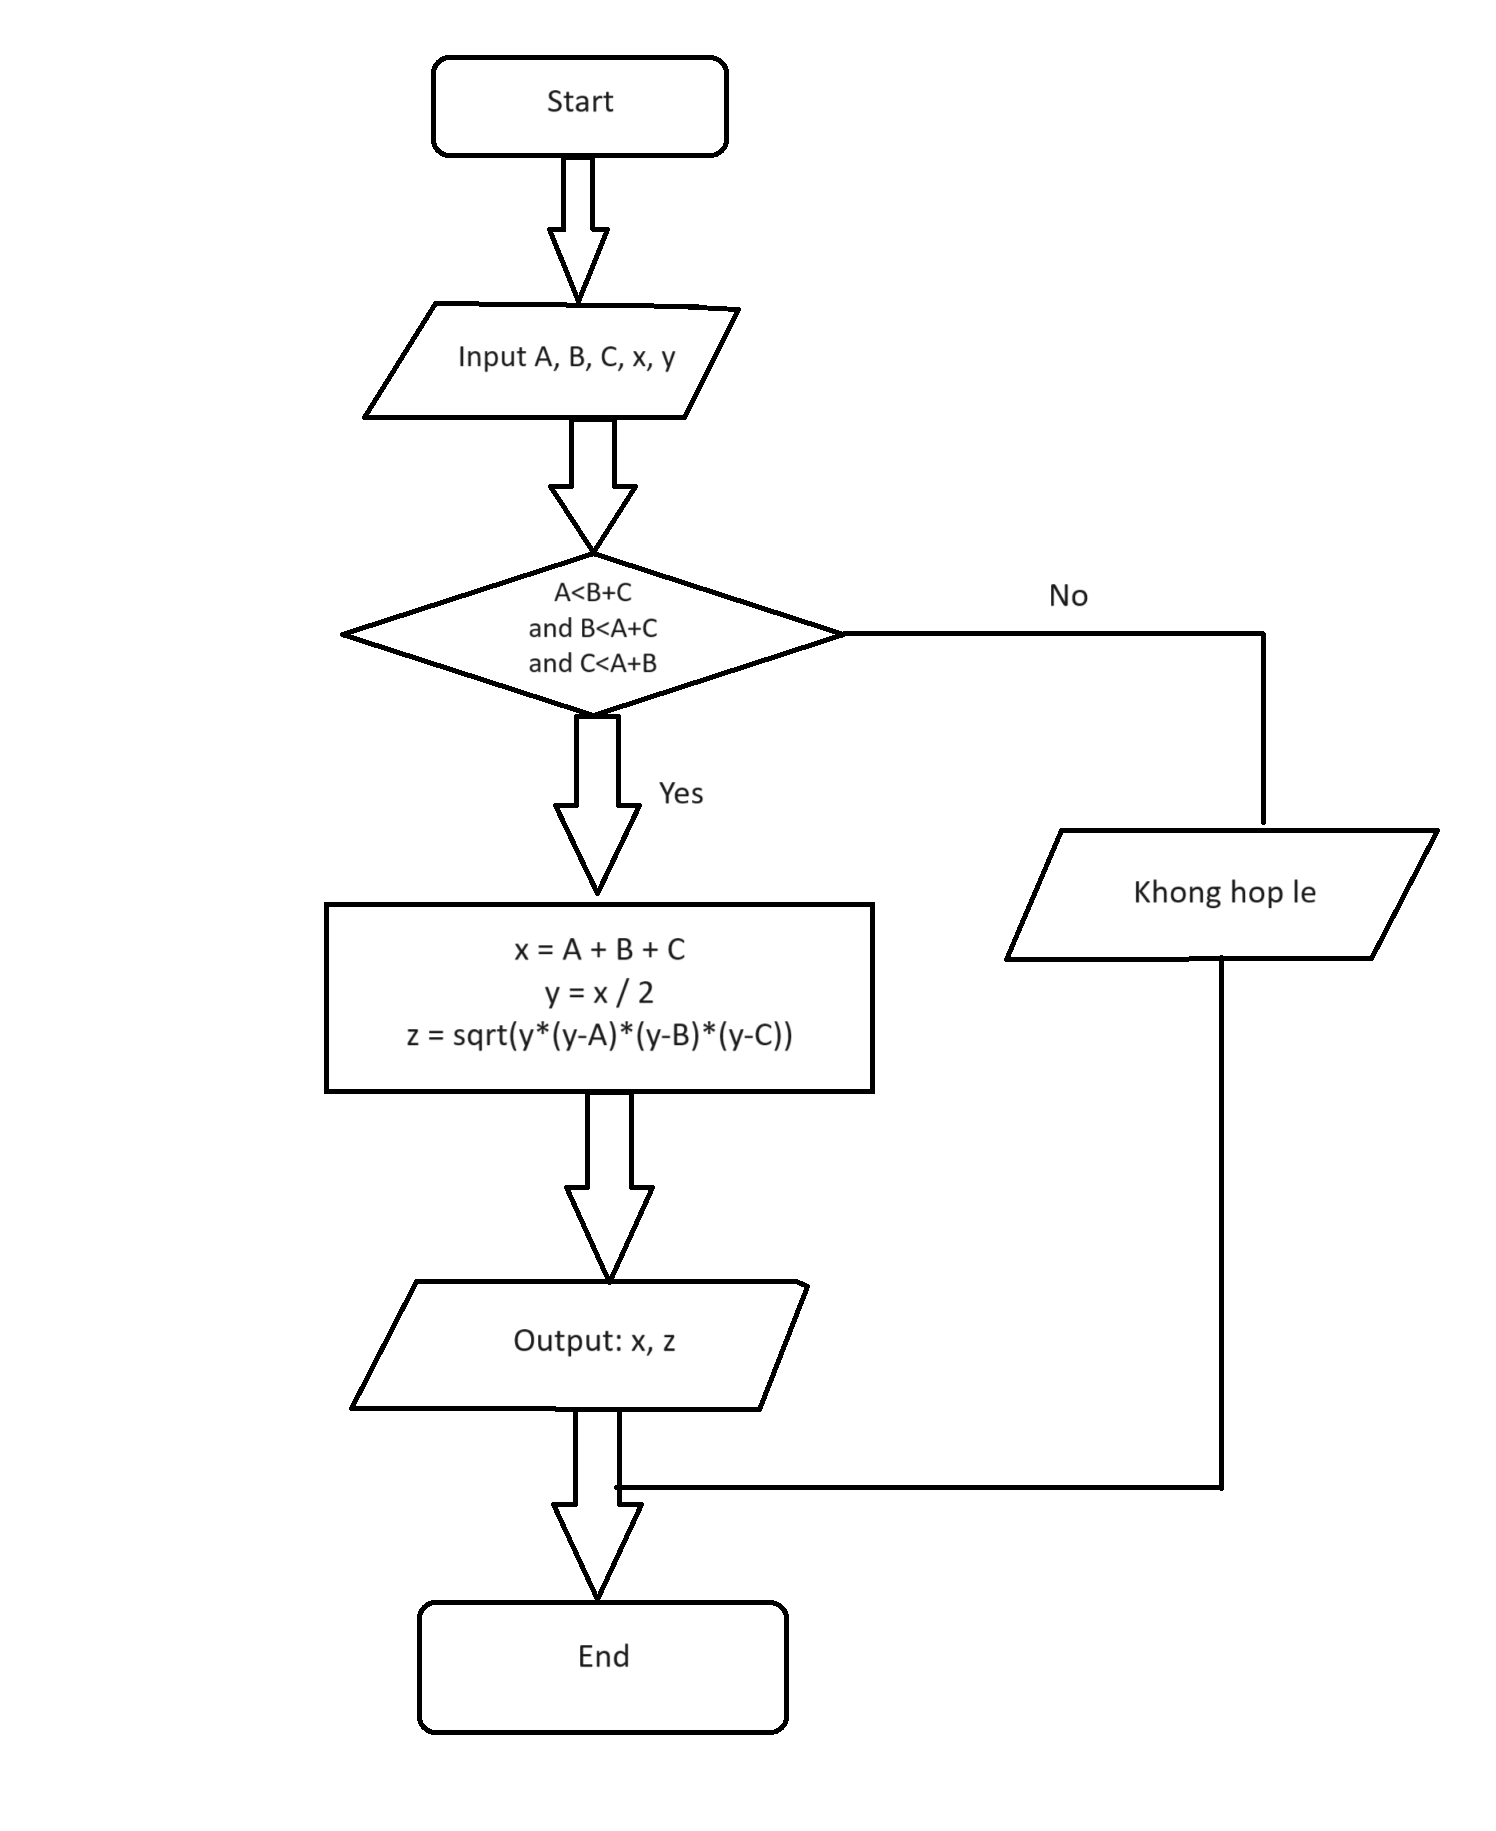 Start
Input A, B, C, x, y
A<B+C
and B<A+C
and C<A+B
No
Yes
x = A + B + C
y = x / 2
z = sqrt(y*(y-A)*(y-B)*(y-C))
Khong hop le
Output: x, z
End